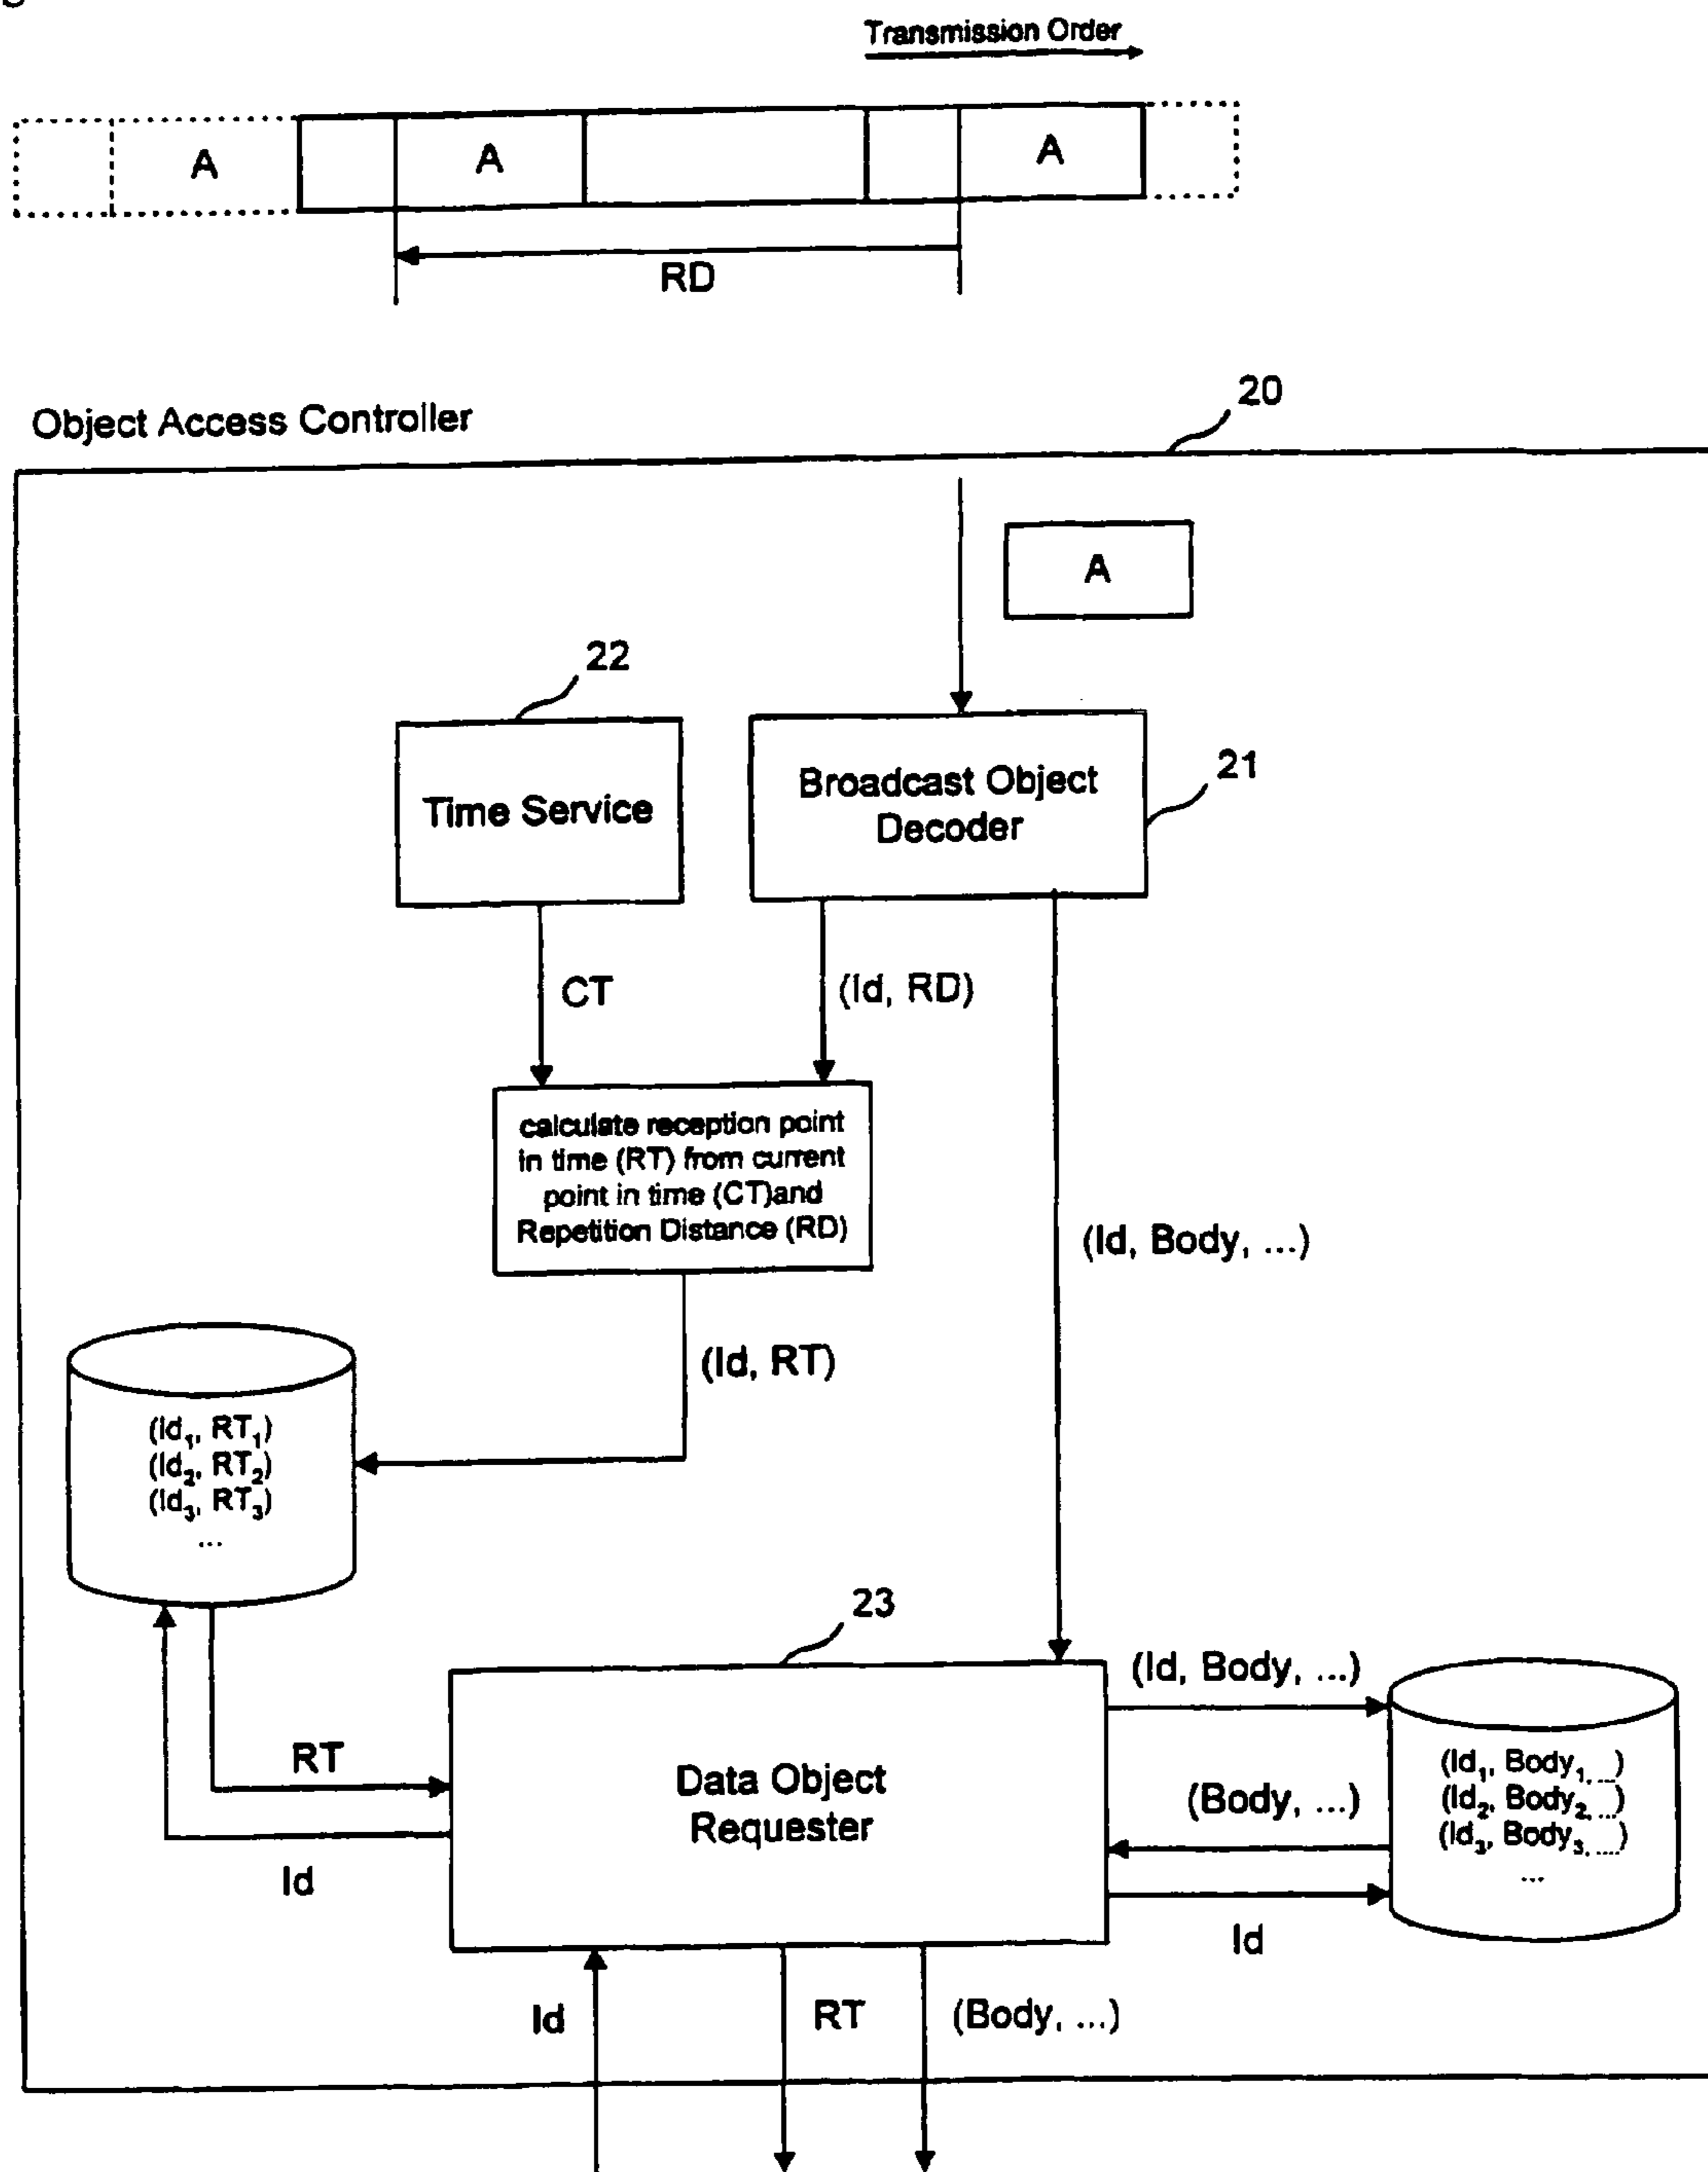 Transmission Order
A
A
A
RD
Object Access Controller
20
A
22
Time Service
Broadcast Object
Decoder
21
CT
(Id, RD)
calculate reception point
in time (RT) from current
point in time (CT)and
Repetition Distance (RD)
(Id, Body, ...)
(Id, RT)
(Id₁, RT₁)
(Id₂, RT₂)
(Id₃, RT₃)
...
23
(Id, Body, ...)
RT
Data Object
Requester
(Body, ...)
(Id₁, Body₁, ...)
(Id₂, Body₂, ...)
(Id₃, Body₃, ....)
...
Id
Id
Id
RT
(Body, ...)